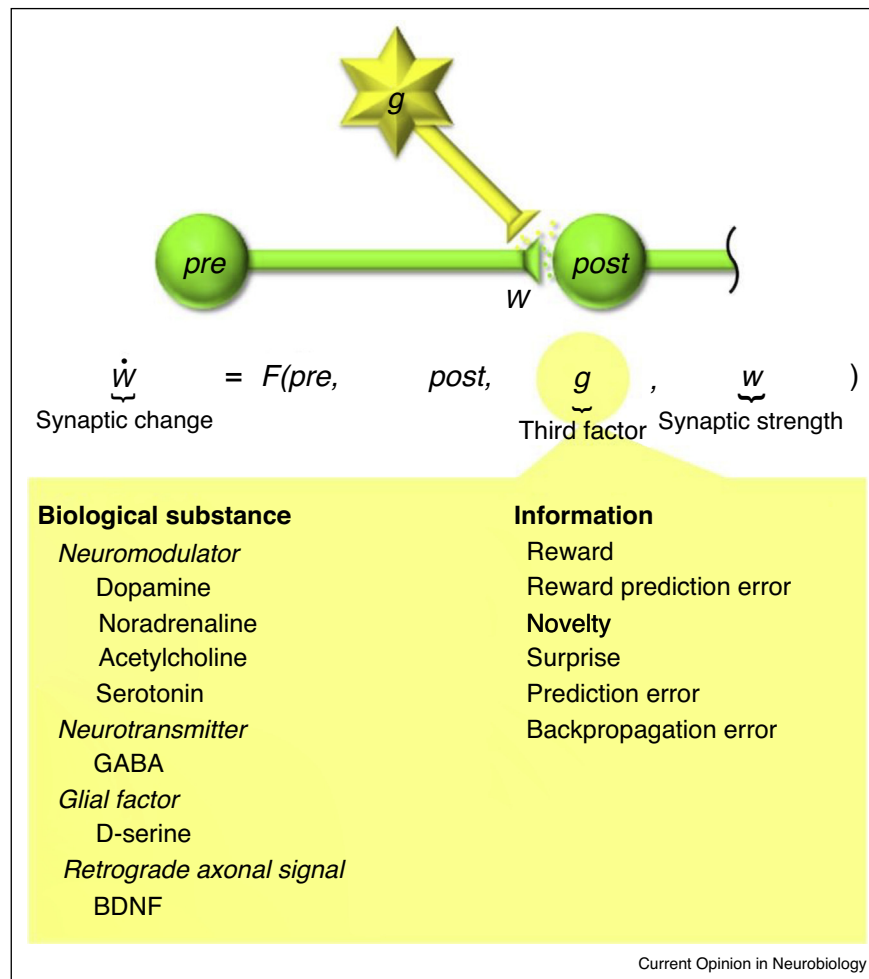 g
pre
post
W
ẇ = F(pre, post, g , w )
Synaptic change
Third factor
Synaptic strength
Biological substance
Neuromodulator
Dopamine
Noradrenaline
Acetylcholine
Serotonin
Neurotransmitter
GABA
Glial factor
D-serine
Retrograde axonal signal
BDNF
Information
Reward
Reward prediction error
Novelty
Surprise
Prediction error
Backpropagation error
Current Opinion in Neurobiology